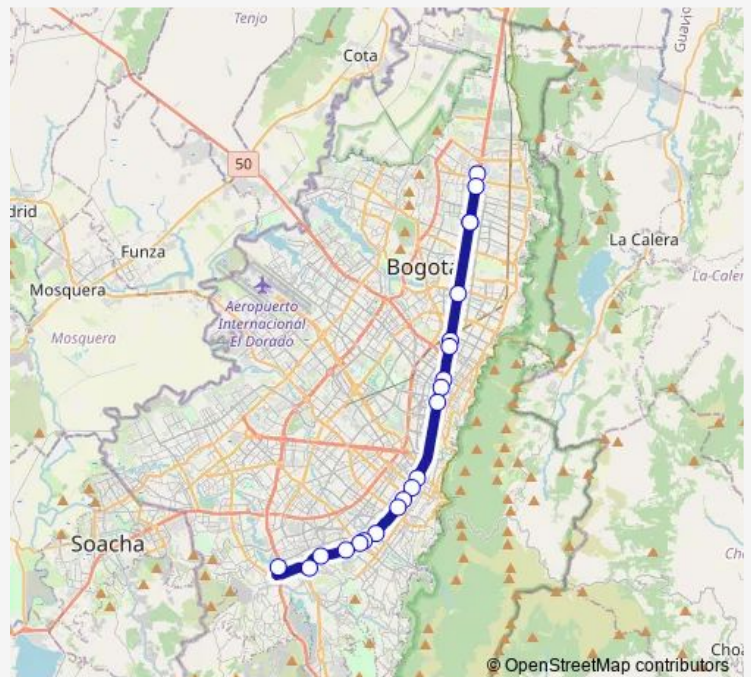 Tenjo
Cota
Guavio
50
drid
Funza
La Calera
Bogotá
Mosquera
La Caler
Aeropuerto
Internacional
El Dorado
Mosquera
Soacha
Ch
Choa
© OpenStreetMap contributors